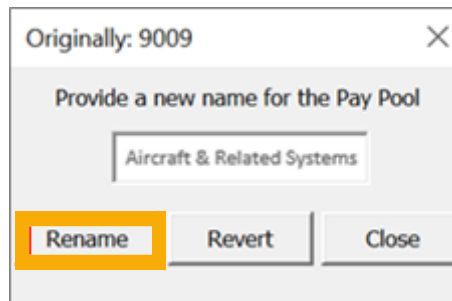 Originally: 9009
Provide a new name for the Pay Pool
Aircraft & Related Systems
Rename Revert Close